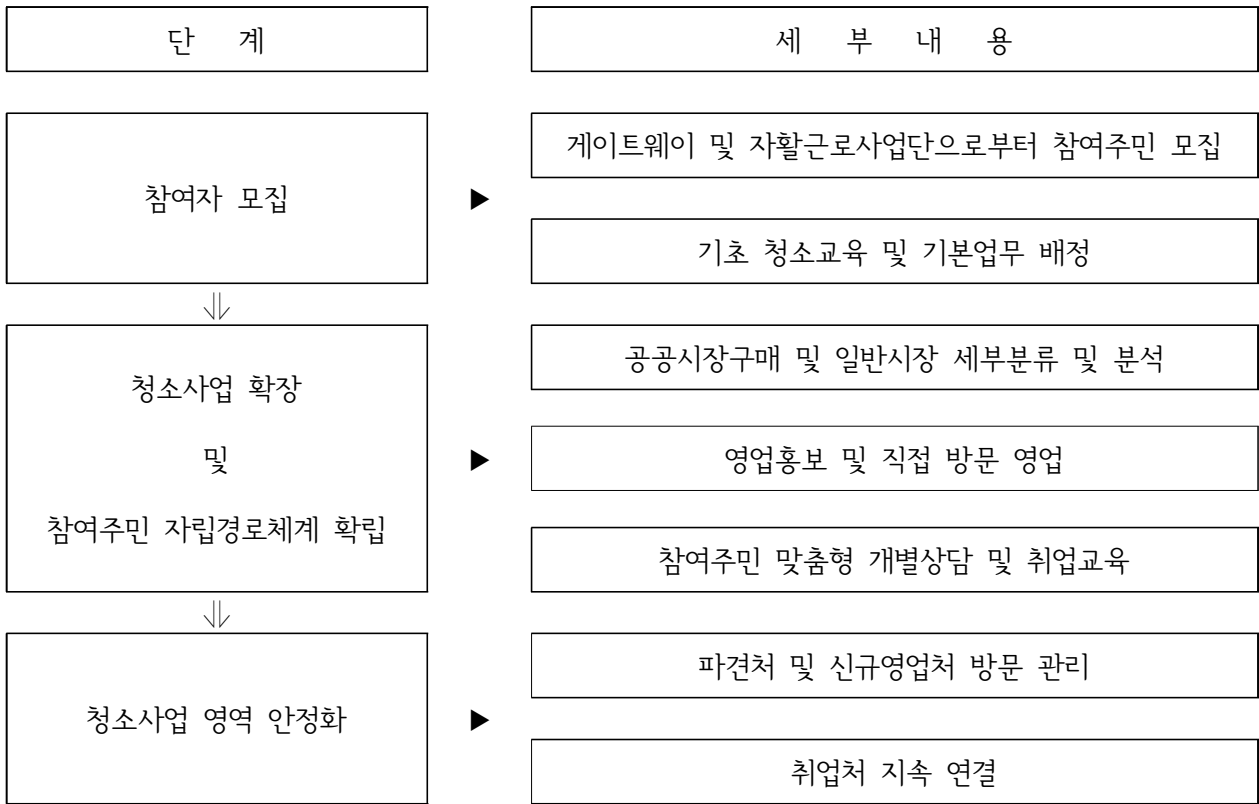 단 계
세 부 내 용
참여자 모집
▶
게이트웨이 및 자활근로사업단으로부터 참여주민 모집
기초 청소교육 및 기본업무 배정
⇓
청소사업 확장
및
참여주민 자립경로체계 확립
▶
공공시장구매 및 일반시장 세부분류 및 분석
영업홍보 및 직접 방문 영업
참여주민 맞춤형 개별상담 및 취업교육
⇓
청소사업 영역 안정화
▶
파견처 및 신규영업처 방문 관리
취업처 지속 연결